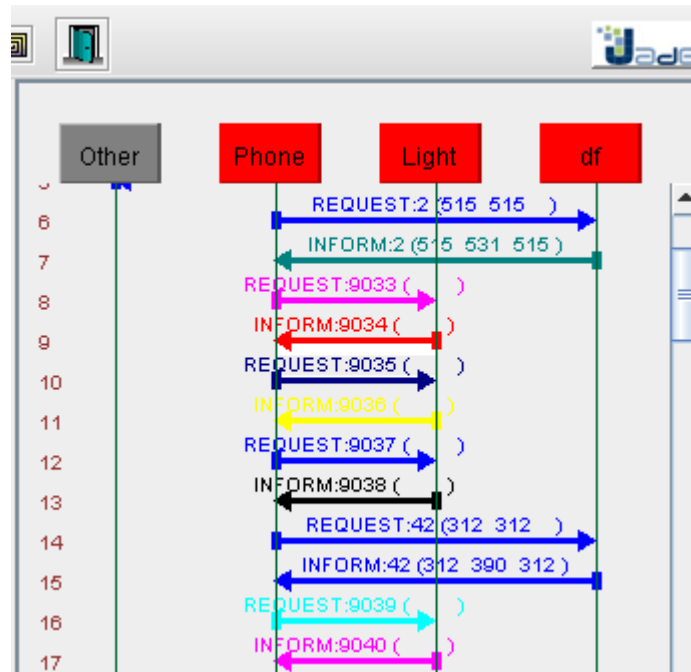 Jade
Other Phone Light df
REQUEST:2 (515 515 )
6
INFORM:2 (515 531 515 )
7
REQUEST:9033 ( )
8
INFORM:9034 ( )
9
REQUEST:9035 ( )
10
INFORM:9036 ( )
11
REQUEST:9037 ( )
12
INFORM:9038 ( )
13
REQUEST:42 (312 312 )
14
INFORM:42 (312 390 312 )
15
REQUEST:9039 ( )
16
INFORM:9040 ( )
17